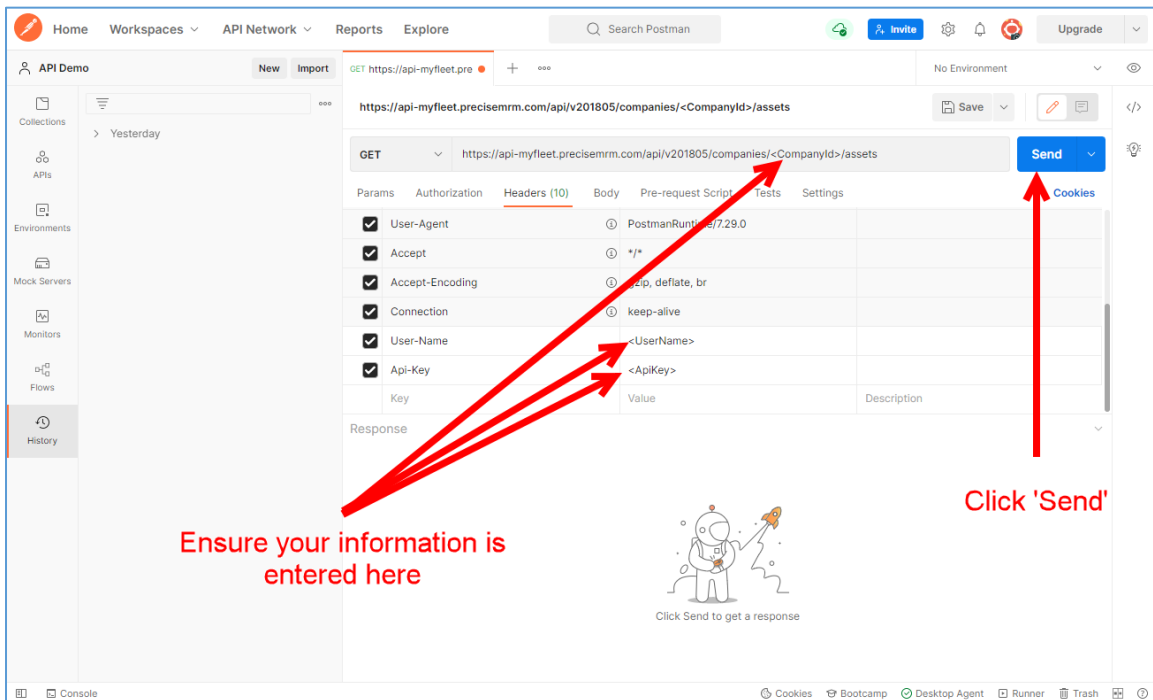 Home Workspaces API Network Reports Explore Search Postman Invite Upgrade
API Demo New Import GET https://api-myfleet.pre No Environment
Collections
APIs
Environments
Mock Servers
Monitors
Flows
History
Yesterday
https://api-myfleet.precisemrm.com/api/v201805/companies/<CompanyId>/assets Save
GET https://api-myfleet.precisemrm.com/api/v201805/companies/<CompanyId>/assets Send
Params Authorization Headers (10) Body Pre-request Script Tests Settings Cookies
User-Agent PostmanRuntime/7.29.0
Accept */*
Accept-Encoding gzip, deflate, br
Connection keep-alive
User-Name <UserName>
Api-Key <ApiKey>
Key Value Description
Response
Click 'Send'
Ensure your information is
entered here
Click Send to get a response
Console Cookies Bootcamp Desktop Agent Runner Trash